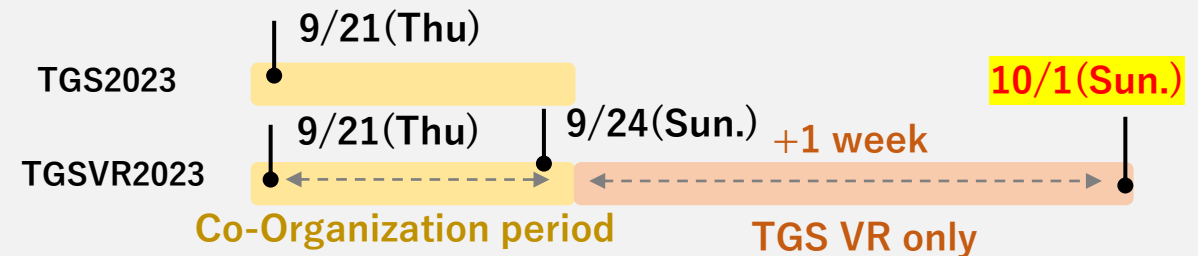 9/21(Thu)
TGS2023
10/1(Sun.)
9/21(Thu)
9/24(Sun.)
+1 week
TGSVR2023
Co-Organization period
TGS VR only